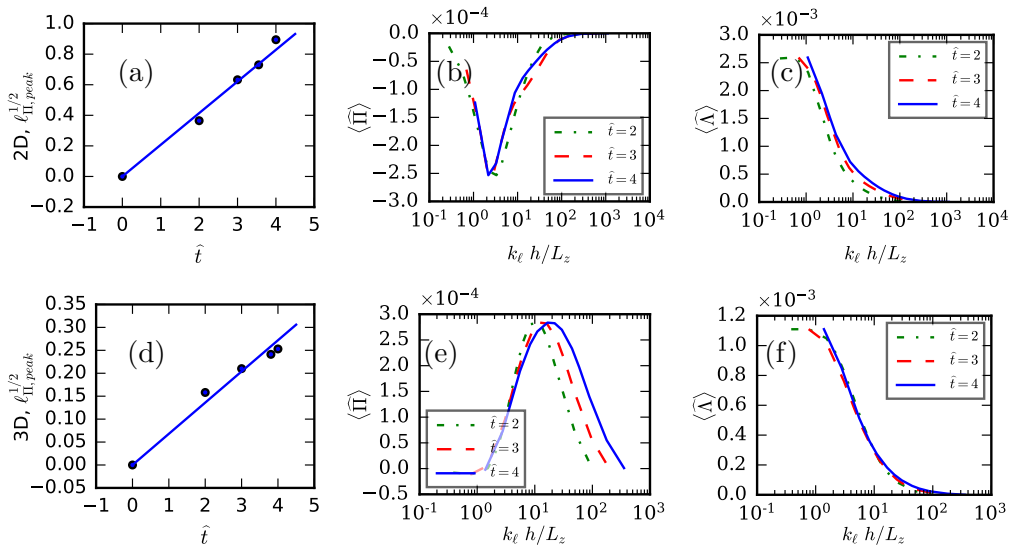 (a)
2D, ℓ^{1/2}_{Π,peak}
1.0
0.8
0.6
0.4
0.2
0.0
0.2
−1 0 1 2 3 4 5
t̂
×10⁻⁴
(b)
⟨Π̂⟩
0.0
−0.5
−1.0
−1.5
−2.0
−2.5
−3.0
t̂=2
t̂=3
t̂=4
10⁻¹ 10⁰ 10¹ 10² 10³ 10⁴
k_ℓ h/L_z
×10⁻³
(c)
⟨Λ̂⟩
3.0
2.5
2.0
1.5
1.0
0.5
0.0
t̂=2
t̂=3
t̂=4
10⁻¹ 10⁰ 10¹ 10² 10³ 10⁴
k_ℓ h/L_z
(d)
3D, ℓ^{1/2}_{Π,peak}
0.35
0.30
0.25
0.20
0.15
0.10
0.05
0.00
−0.05
−1 0 1 2 3 4 5
t̂
×10⁻⁴
(e)
⟨Π̂⟩
3.0
2.5
2.0
1.5
1.0
0.5
0.0
−0.5
t̂=2
t̂=3
t̂=4
10⁻¹ 10⁰ 10¹ 10² 10³
k_ℓ h/L_z
×10⁻³
(f)
⟨Λ̂⟩
1.2
1.0
0.8
0.6
0.4
0.2
0.0
t̂=2
t̂=3
t̂=4
10⁻¹ 10⁰ 10¹ 10² 10³
k_ℓ h/L_z